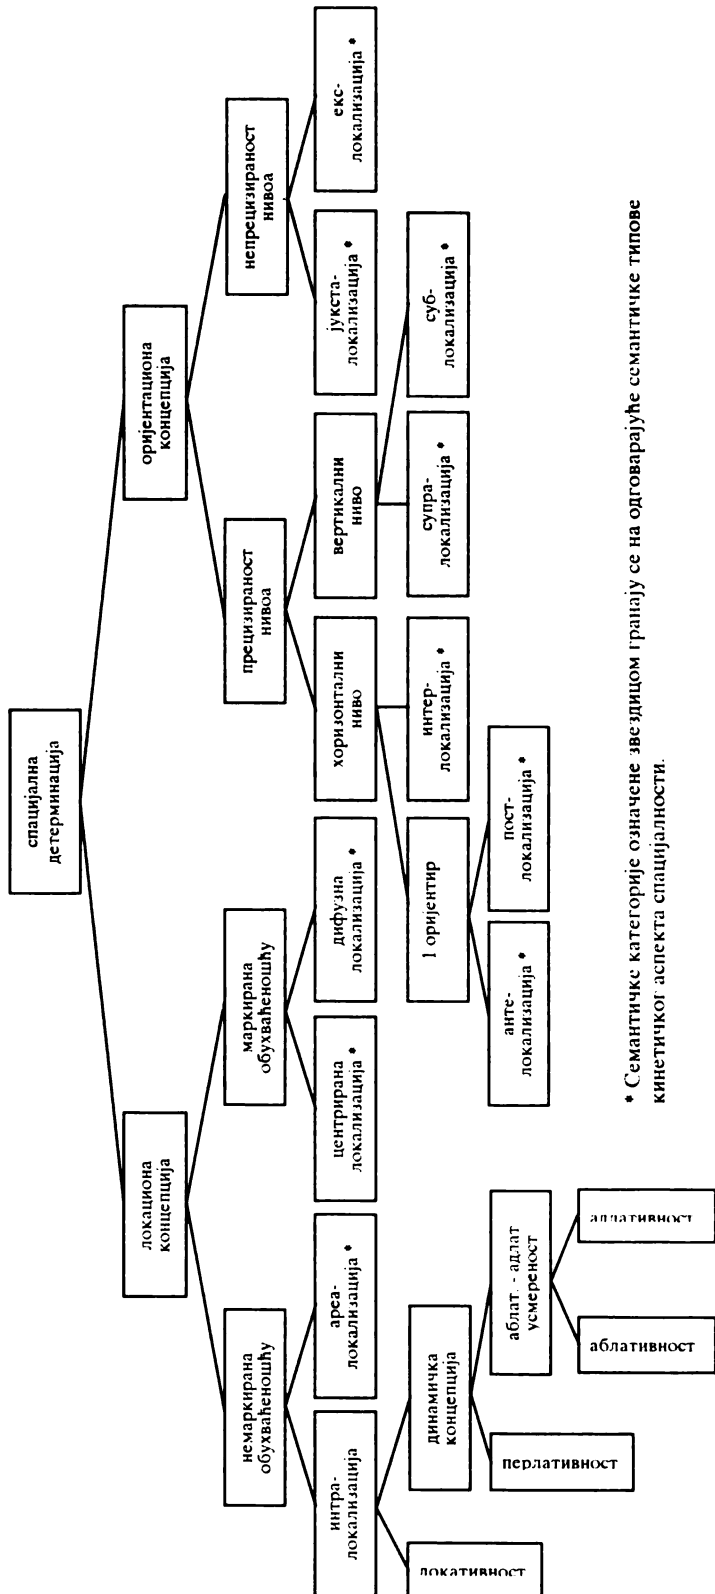 спацијална
детерминација
локациона
концепција
оријентациона
концепција
немаркирана
обухваћеношћу
маркирана
обухваћеношћу
прецизираност
нивоа
непрецизираност
нивоа
интра-
локализација
ареа-
локализација *
центрирана
локализација *
дифузна
локализација *
хоризонтални
ниво
вертикални
ниво
јукста-
локализација *
екс-
локализација *
локативност
динамичка
концепција
1 оријентир
интер-
локализација *
супра-
локализација *
суб-
локализација *
перлативност
аблат. - адлат
усмереност
анте-
локализација *
пост-
локализација *
аблативност
адлативност
* Семантичке категорије означене звездицом гранају се на одговарајуће семантичке типове
кинетичког аспекта спацијалности.